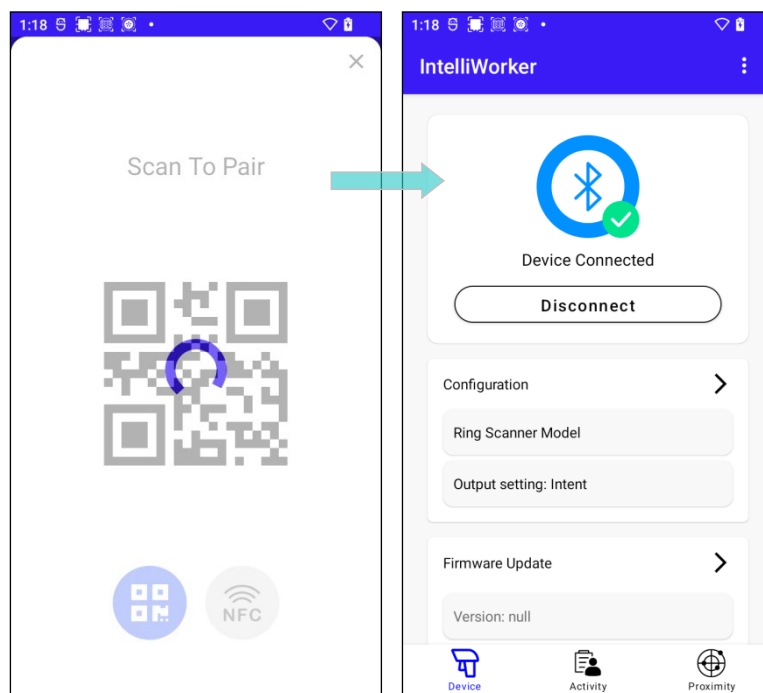 1:18
Scan To Pair
NFC
1:18
IntelliWorker
Device Connected
Disconnect
Configuration
Ring Scanner Model
Output setting: Intent
Firmware Update
Version: null
Device
Activity
Proximity